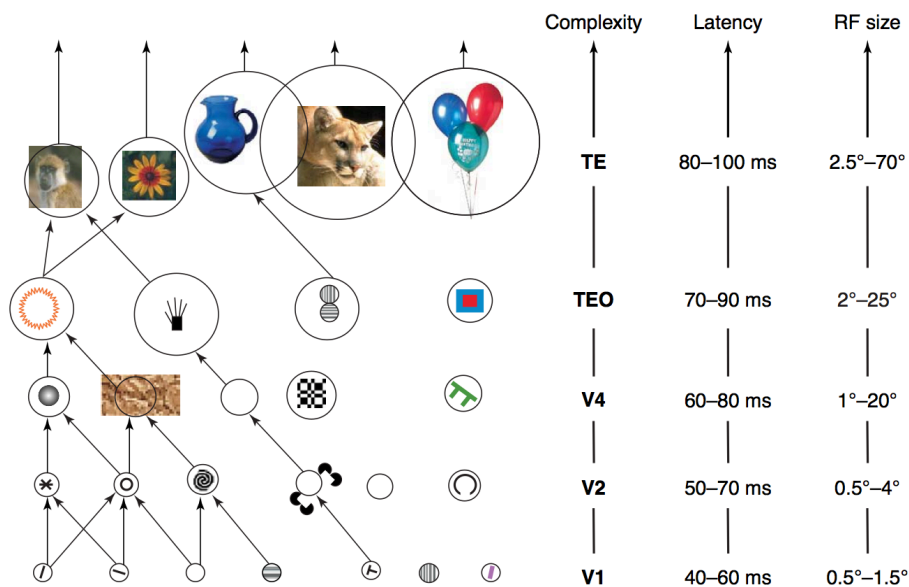 Complexity Latency RF size
TE 80–100 ms 2.5°–70°
TEO 70–90 ms 2°–25°
V4 60–80 ms 1°–20°
V2 50–70 ms 0.5°–4°
V1 40–60 ms 0.5°–1.5°